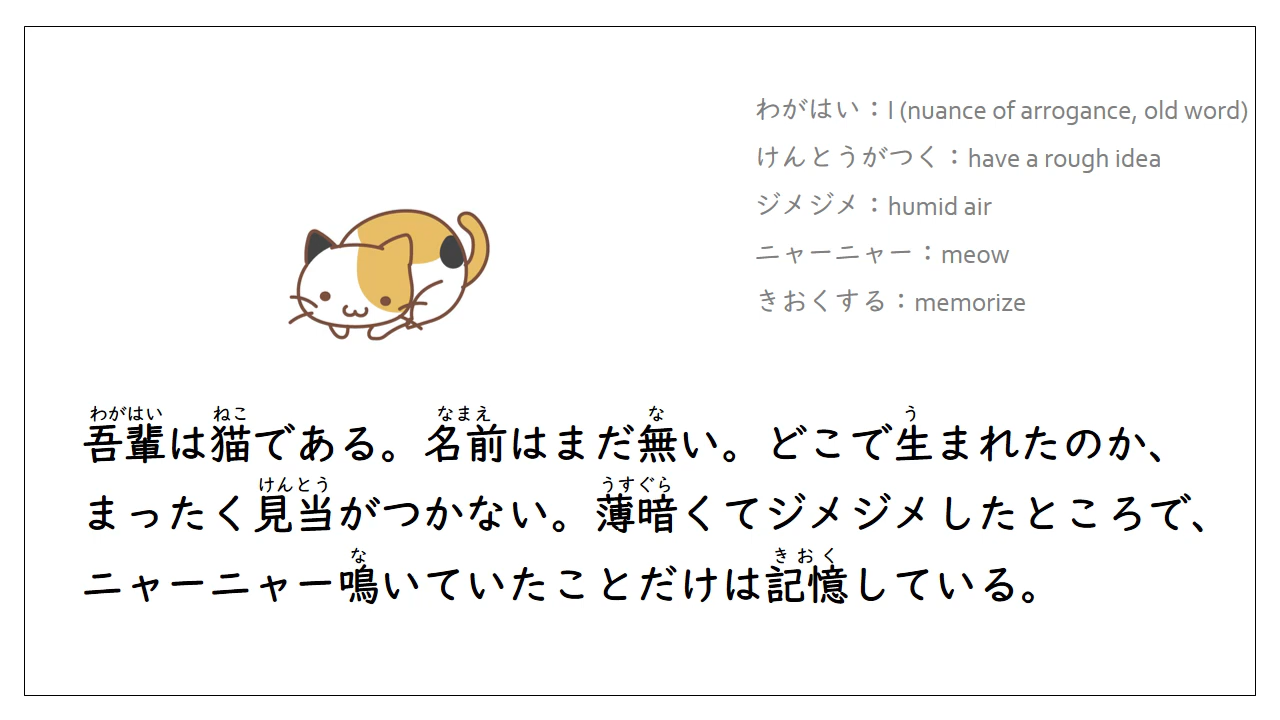 わがはい：I (nuance of arrogance, old word)
けんとうがつく：have a rough idea
ジメジメ：humid air
ニャーニャー：meow
きおくする：memorize
わがはい ねこ なまえ な う
吾輩は猫である。名前はまだ無い。どこで生まれたのか、
けんとう うすぐら
まったく見当がつかない。薄暗くてジメジメしたところで、
な きおく
ニャーニャー鳴いていたことだけは記憶している。